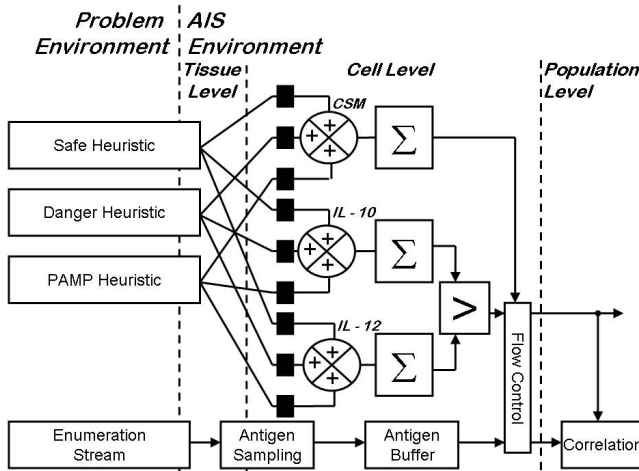 Problem
Environment
AIS
Environment
Tissue
Level
Cell Level
Population
Level
Safe Heuristic
Danger Heuristic
PAMP Heuristic
CSM
+ + +
Σ
IL - 10
+ + +
Σ
IL - 12
+ + +
Σ
>
Flow Control
Enumeration
Stream
Antigen
Sampling
Antigen
Buffer
Correlation